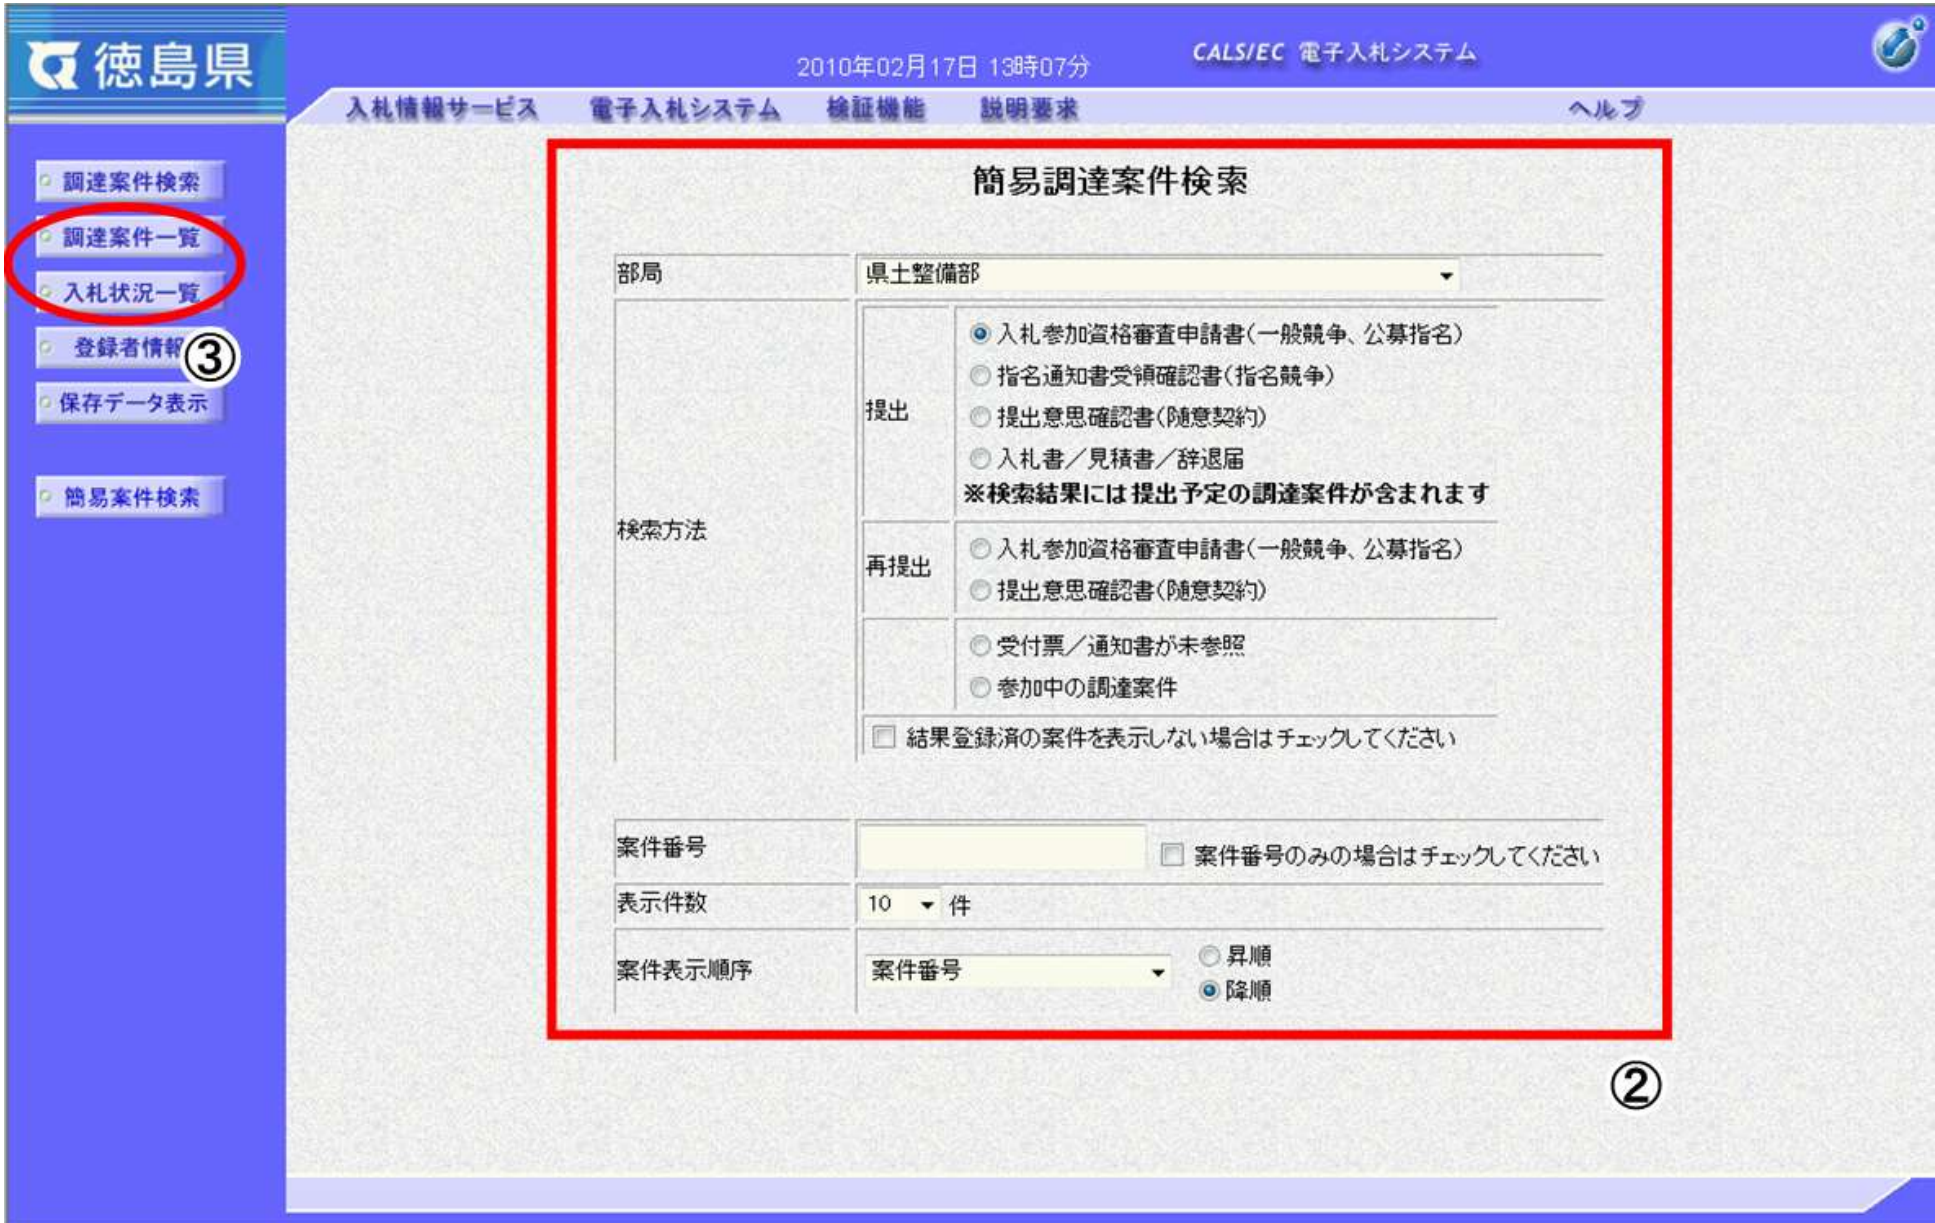 徳島県
2010年02月17日 13時07分
CALS/EC 電子入札システム
入札情報サービス 電子入札システム 検証機能 説明要求 ヘルプ
調達案件検索
調達案件一覧
入札状況一覧
登録者情報
③
保存データ表示
簡易案件検索
簡易調達案件検索
部局 県土整備部
検索方法
提出
入札参加資格審査申請書(一般競争、公募指名)
指名通知書受領確認書(指名競争)
提出意思確認書(随意契約)
入札書/見積書/辞退届
※検索結果には提出予定の調達案件が含まれます
再提出
入札参加資格審査申請書(一般競争、公募指名)
提出意思確認書(随意契約)
受付票/通知書が未参照
参加中の調達案件
結果登録済の案件を表示しない場合はチェックしてください
案件番号 案件番号のみの場合はチェックしてください
表示件数 10 件
案件表示順序 案件番号
昇順
降順
②